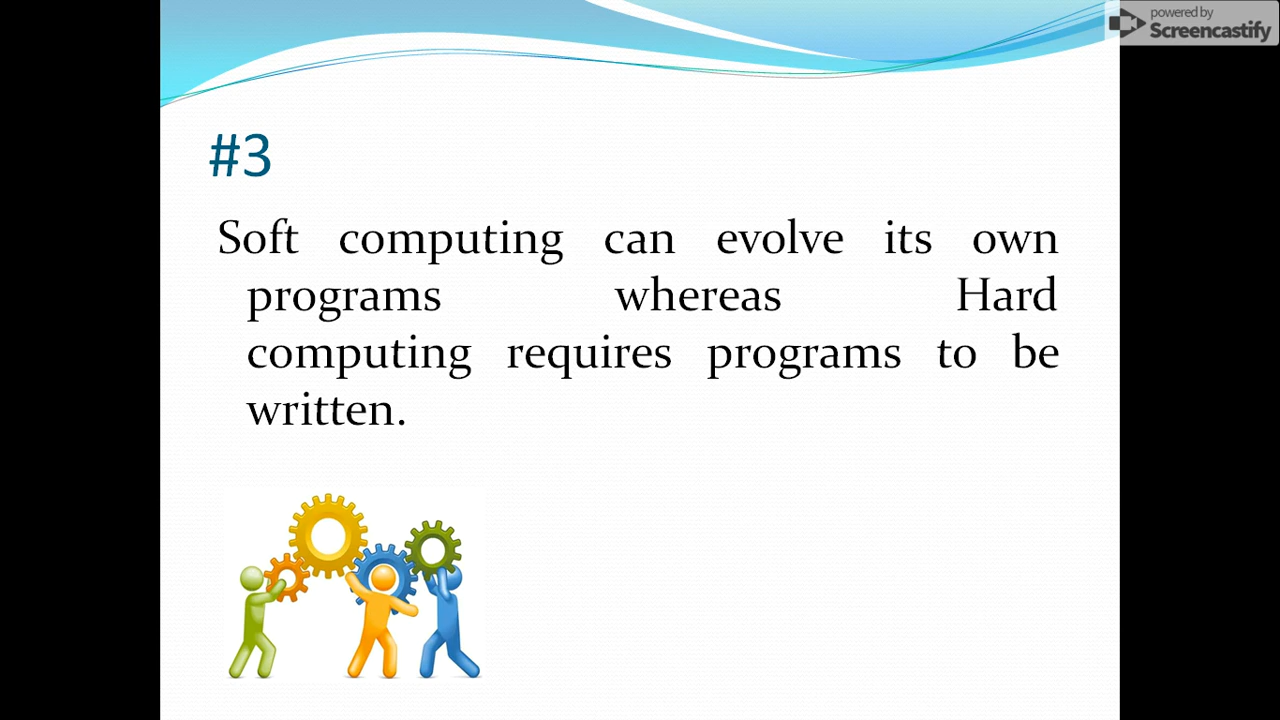 powered by
Screencastify
#3
Soft computing can evolve its own
programs whereas Hard
computing requires programs to be
written.